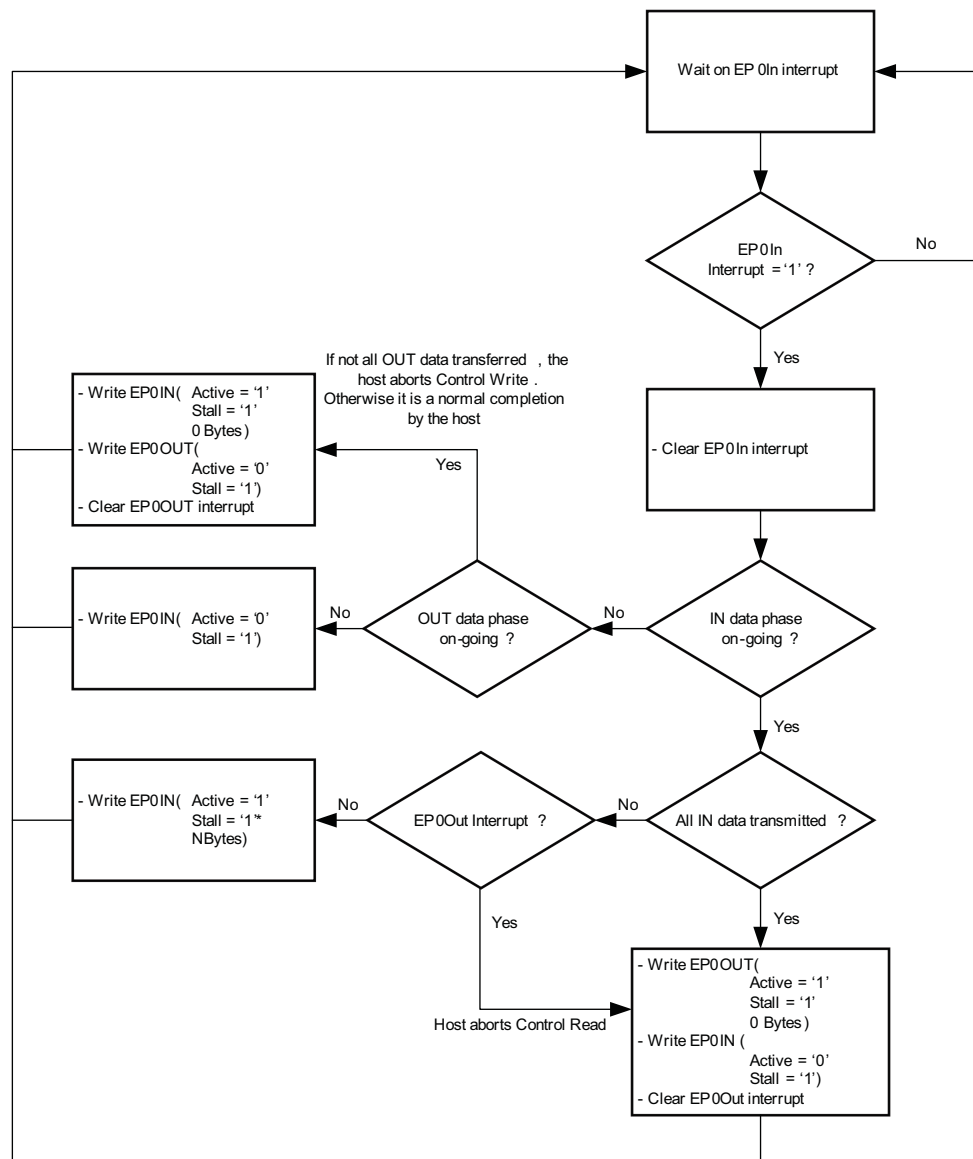 Wait on EP0In interrupt
EP0In
Interrupt = ‘1’ ?
No
Yes
If not all OUT data transferred , the
host aborts Control Write .
Otherwise it is a normal completion
by the host
- Write EP0IN( Active = ‘1’
Stall = ‘1’
0 Bytes)
- Write EP0OUT(
Active = ‘0’
Stall = ‘1’)
- Clear EP0OUT interrupt
Yes
- Clear EP0In interrupt
- Write EP0IN( Active = ‘0’
Stall = ‘1’)
No
OUT data phase
on-going ?
No
IN data phase
on-going ?
Yes
- Write EP0IN( Active = ‘1’
Stall = ‘1’*
NBytes)
No
EP0Out Interrupt ?
No
All IN data transmitted ?
Yes
Yes
Host aborts Control Read
- Write EP0OUT(
Active = ‘1’
Stall = ‘1’
0 Bytes)
- Write EP0IN (
Active = ‘0’
Stall = ‘1’)
- Clear EP0Out interrupt